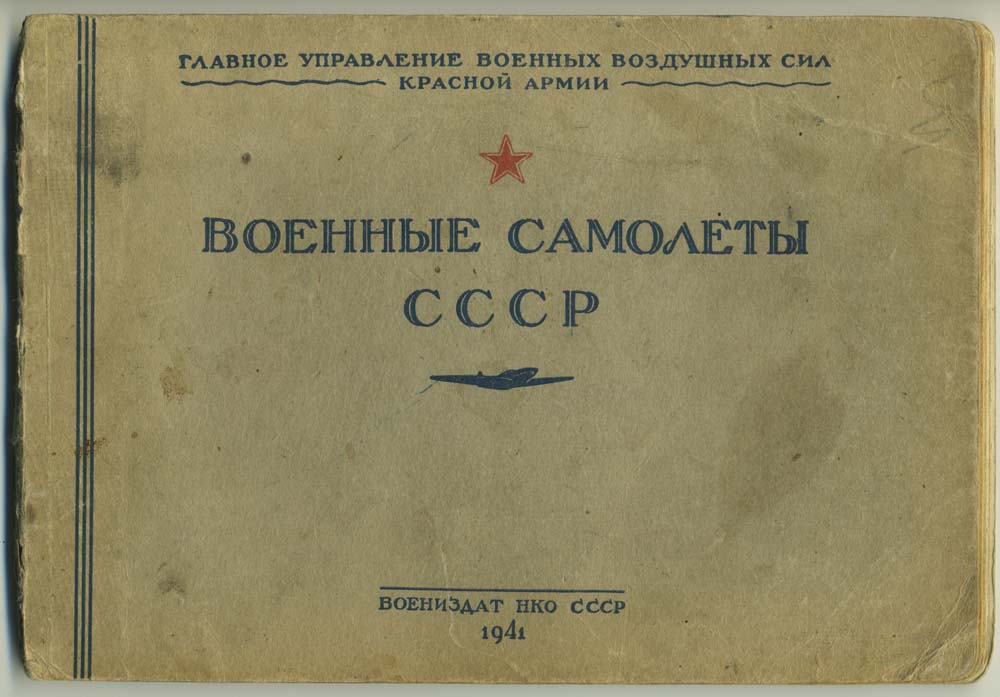 ГЛАВНОЕ УПРАВЛЕНИЕ ВОЕННЫХ ВОЗДУШНЫХ СИЛ
КРАСНОЙ АРМИИ
ВОЕННЫЕ САМОЛЕТЫ
СССР
ВОЕНИЗДАТ НКО СССР
1941